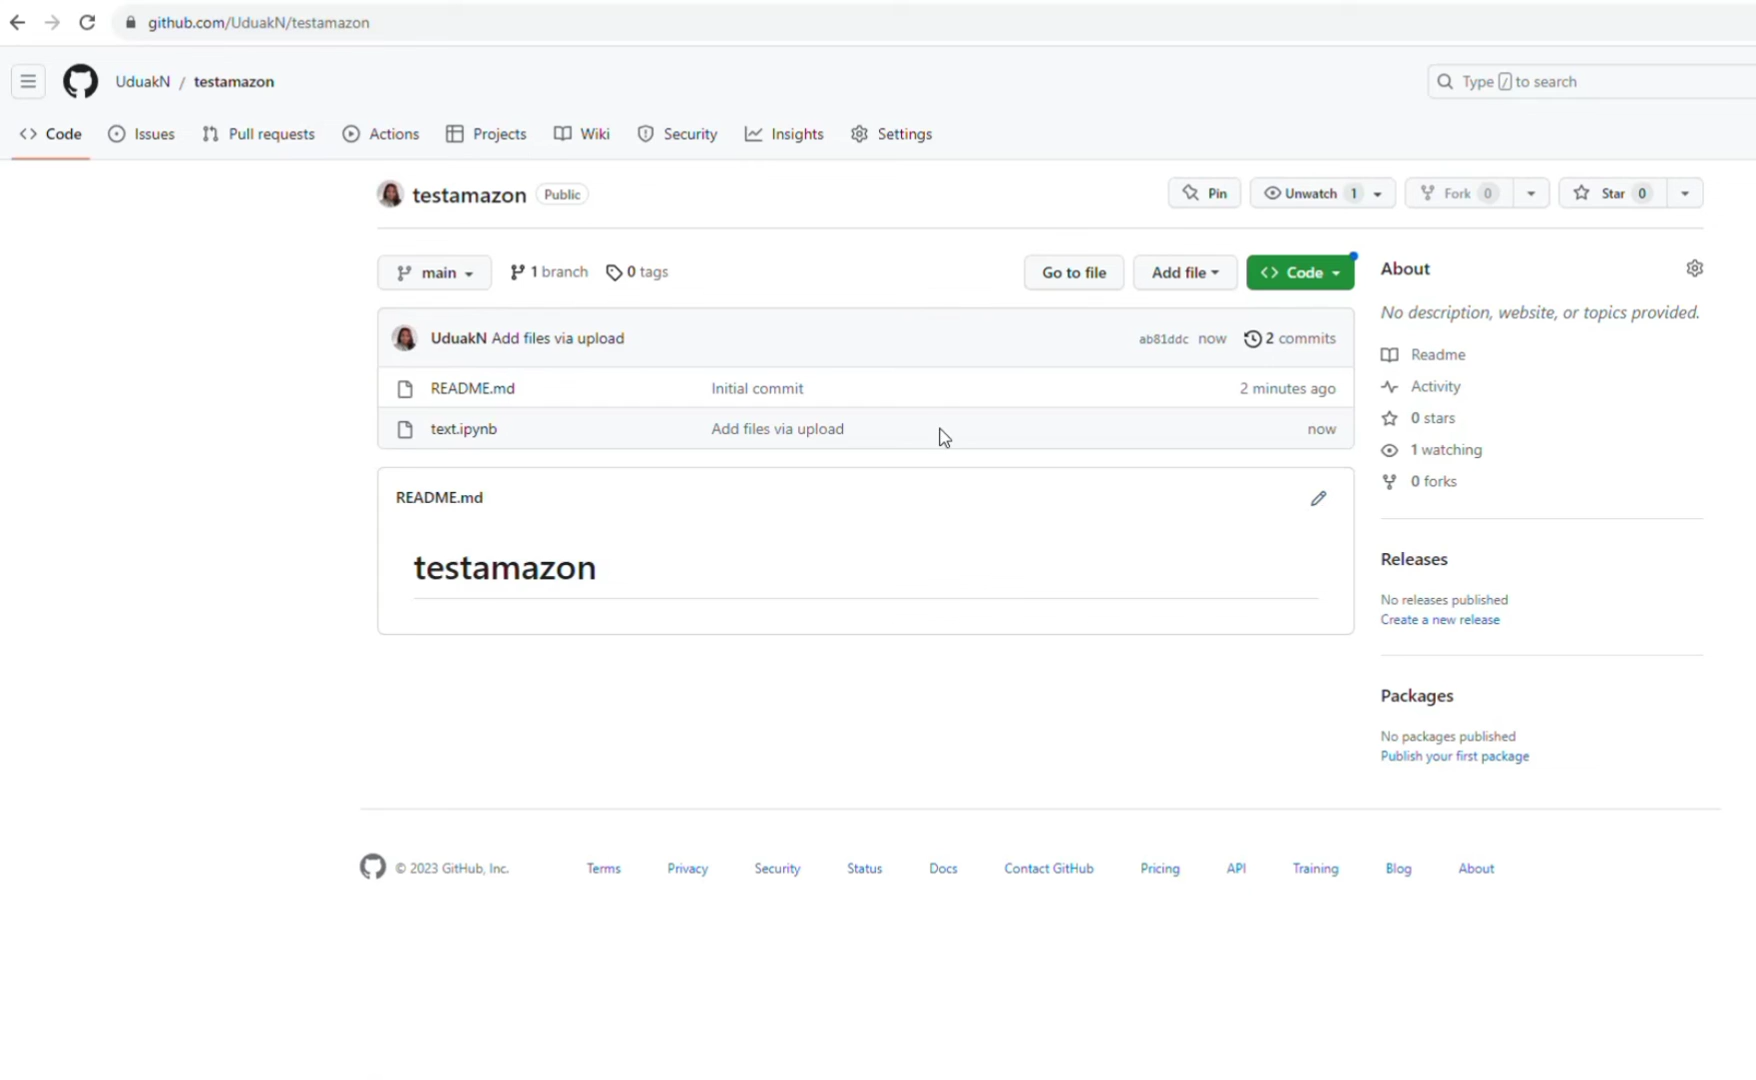 github.com/UduakN/testamazon
UduakN / testamazon
Type / to search
Code Issues Pull requests Actions Projects Wiki Security Insights Settings
testamazon Public
Pin Unwatch 1 Fork 0 Star 0
main 1 branch 0 tags
Go to file Add file Code
About
No description, website, or topics provided.
UduakN Add files via upload ab81ddc now 2 commits
README.md Initial commit 2 minutes ago
text.ipynb Add files via upload now
Readme
Activity
0 stars
1 watching
0 forks
README.md
testamazon
Releases
No releases published
Create a new release
Packages
No packages published
Publish your first package
© 2023 GitHub, Inc. Terms Privacy Security Status Docs Contact GitHub Pricing API Training Blog About